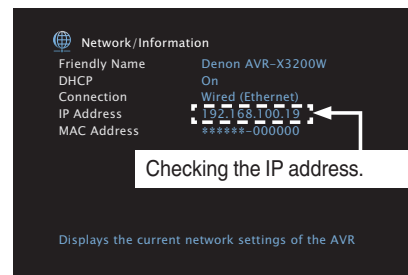 Network/Information
Friendly Name Denon AVR-X3200W
DHCP On
Connection Wired (Ethernet)
IP Address 192.168.100.19
MAC Address ******-000000
Checking the IP address.
Displays the current network settings of the AVR